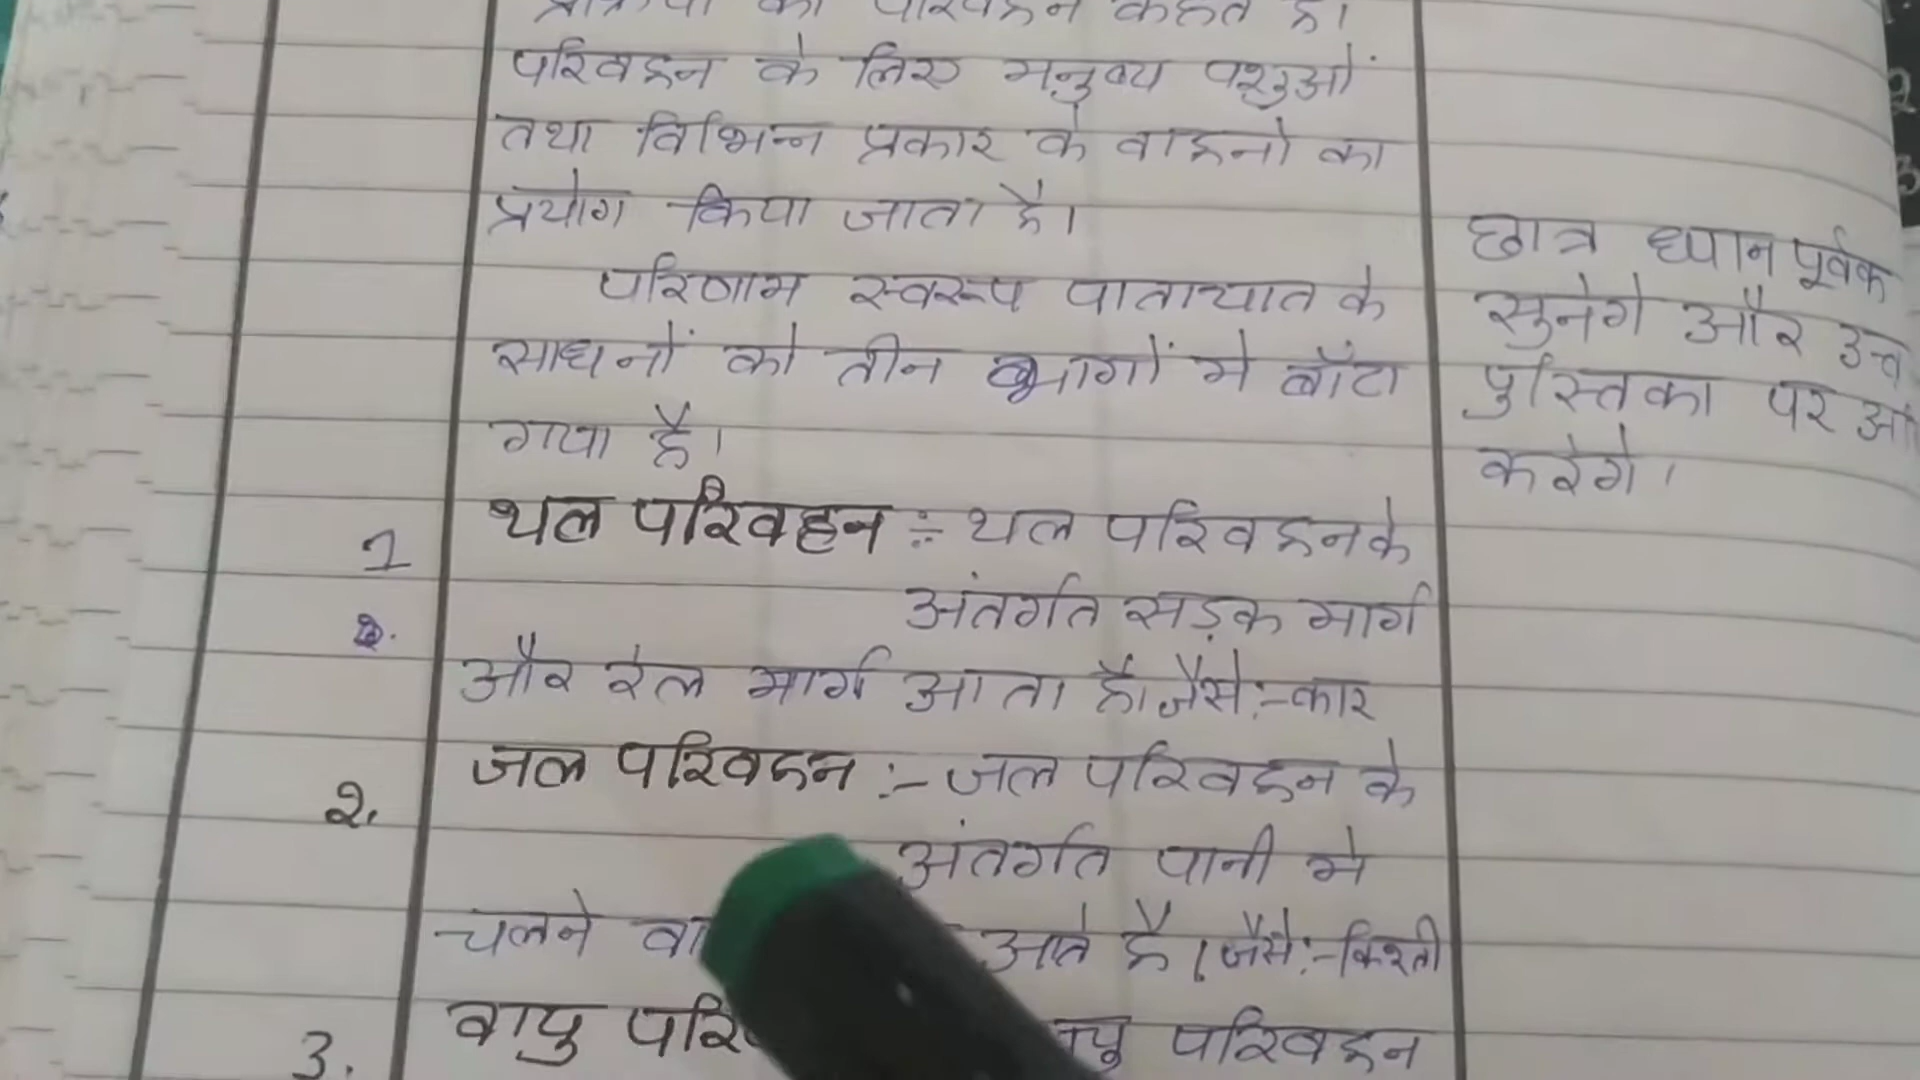 परिवहन के लिए मनुष्य पशुओं
तथा विभिन्न प्रकार के वाहनो का
प्रयोग किया जाता है।
परिणाम स्वरूप यातायात के
साधनों को तीन भागों मे बाँटा
गया है।
1 थल परिवहन :- थल परिवहन के
अंतर्गत सड़क मार्ग
2.
और रेल मार्ग आता है। जैसे:- कार
2. जल परिवहन :- जल परिवहन के
अंतर्गत पानी मे
चलने आते है। जैसे:- किश्ती
3. वायु परिवहन
छात्र ध्यान पूर्वक
सुनेगे और
पुस्तिका पर
करेगे।